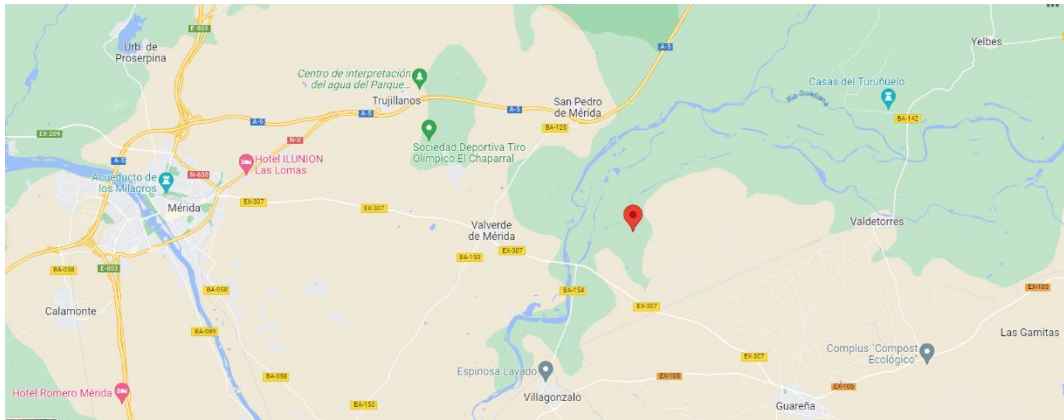 E-803
Urb. de
Proserpina
A-5
Yelbes
Centro de interpretación
del agua del Parque...
Trujillanos
Casas del Turuñuelo
Río Guadiana
San Pedro
de Mérida
A-5
A-5
BA-142
EX-209
A-5
N-V
BA-125
Sociedad Deportiva Tiro
Olímpico El Chaparral
A-5
Hotel ILUNION
Las Lomas
N-630
Acueducto de
los Milagros
Mérida
EX-307
EX-307
Valverde
de Mérida
Valdetorres
EX-307
BA-150
E-803
BA-038
BA-058
BA-154
EX-105
Calamonte
EX-307
BA-089
Las Gamitas
EX-307
Complus "Compost
Ecológico"
Espinosa Lavado
BA-058
EX-105
EX-105
Hotel Romero Mérida
Villagonzalo
BA-150
Guareña